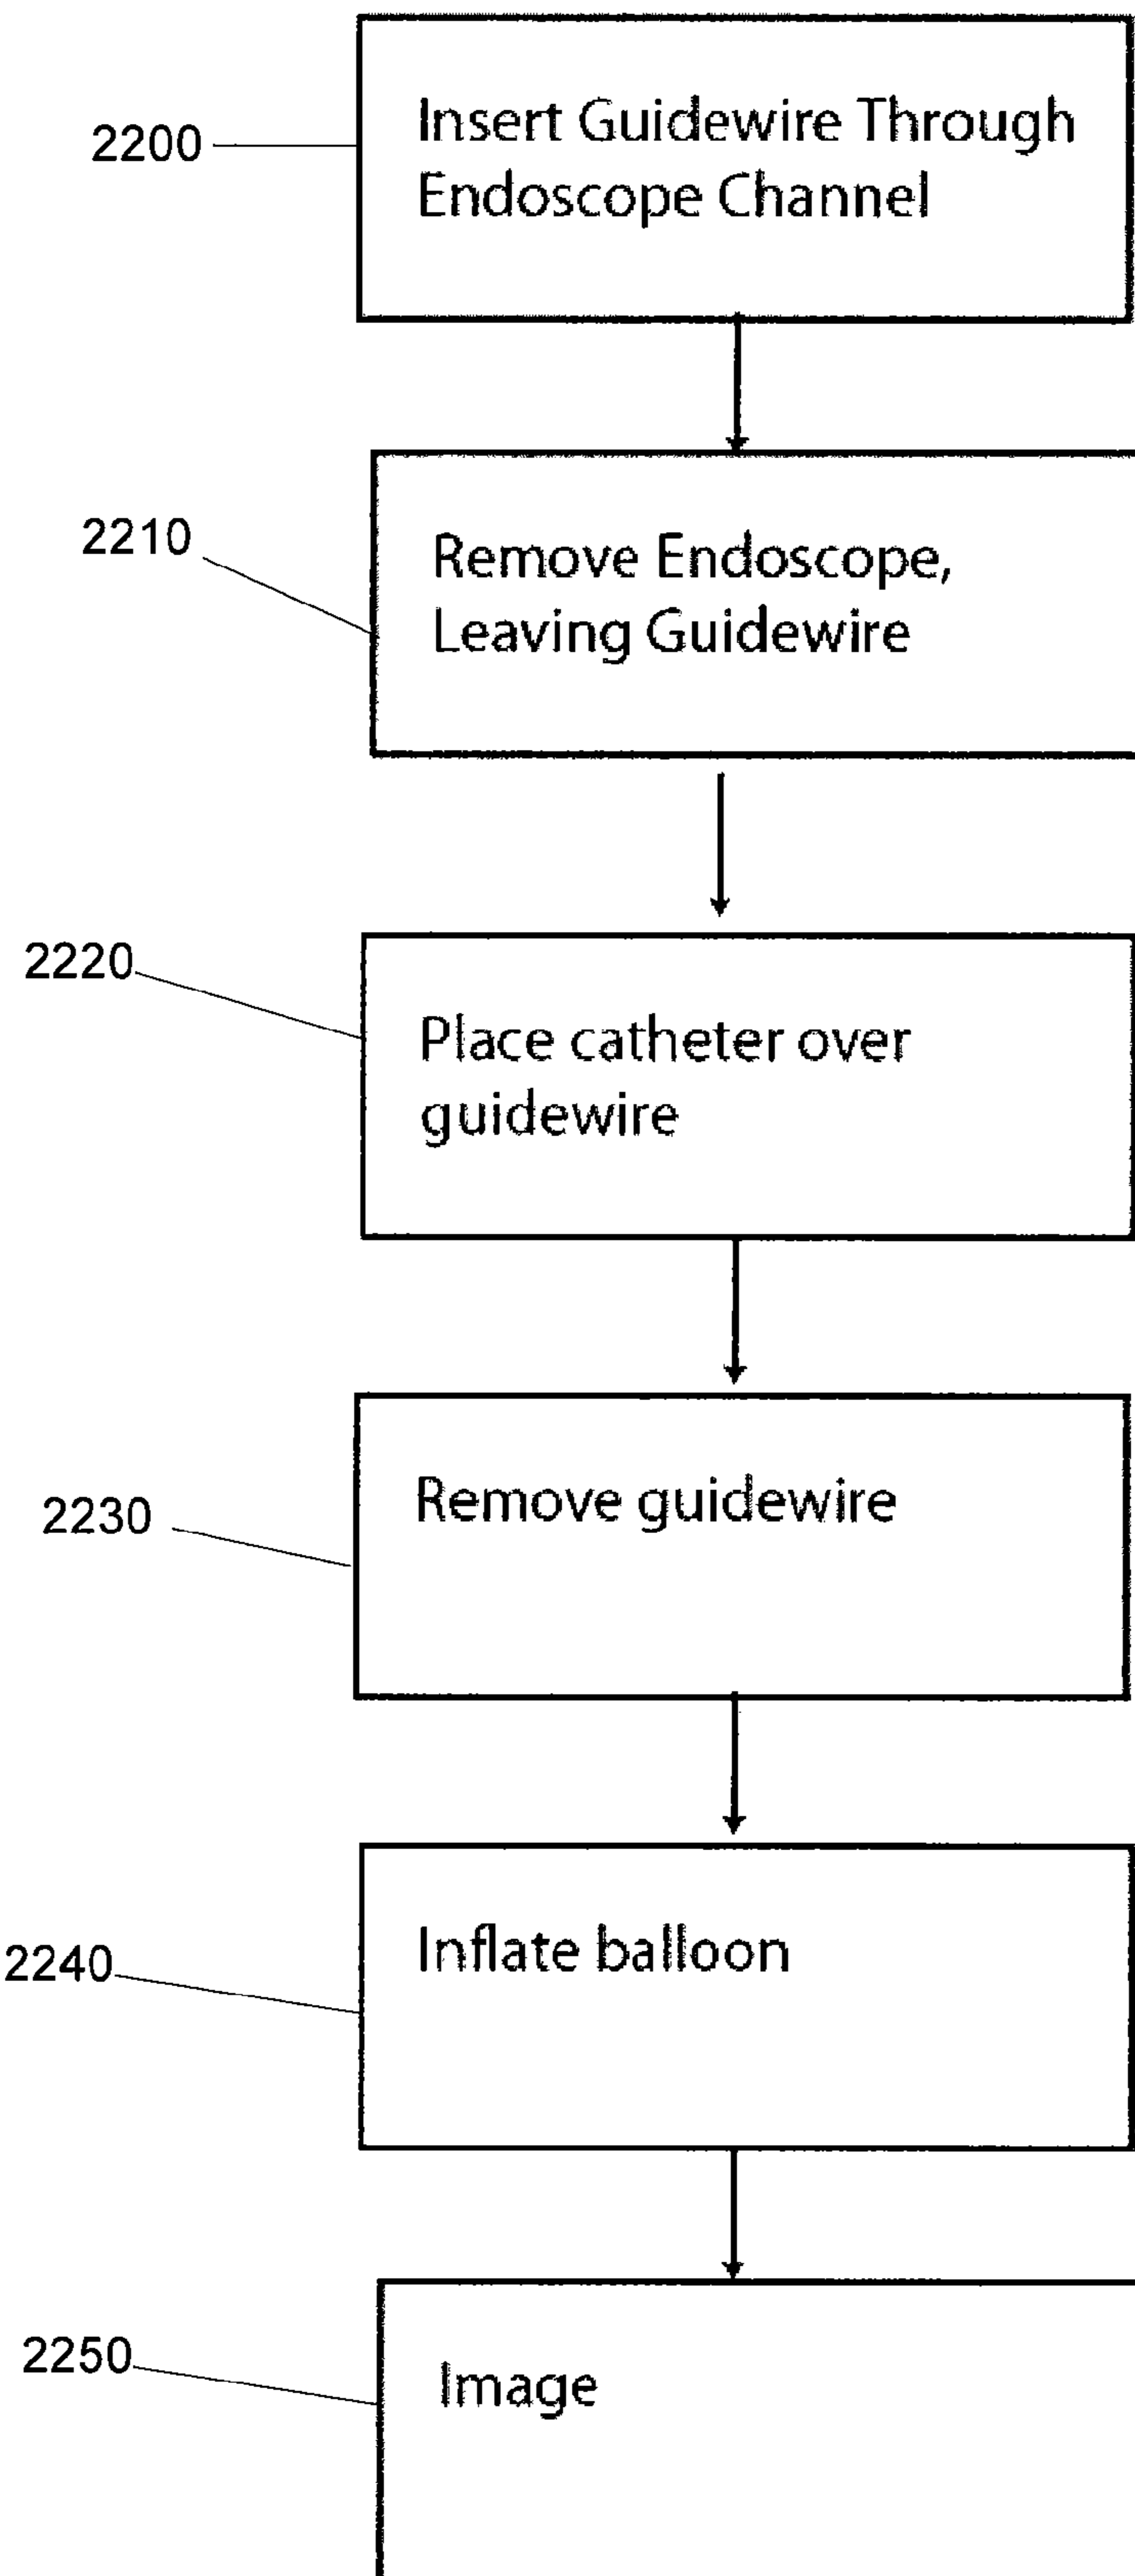 2200
Insert Guidewire Through
Endoscope Channel
2210
Remove Endoscope,
Leaving Guidewire
2220
Place catheter over
guidewire
2230
Remove guidewire
2240
Inflate balloon
2250
Image